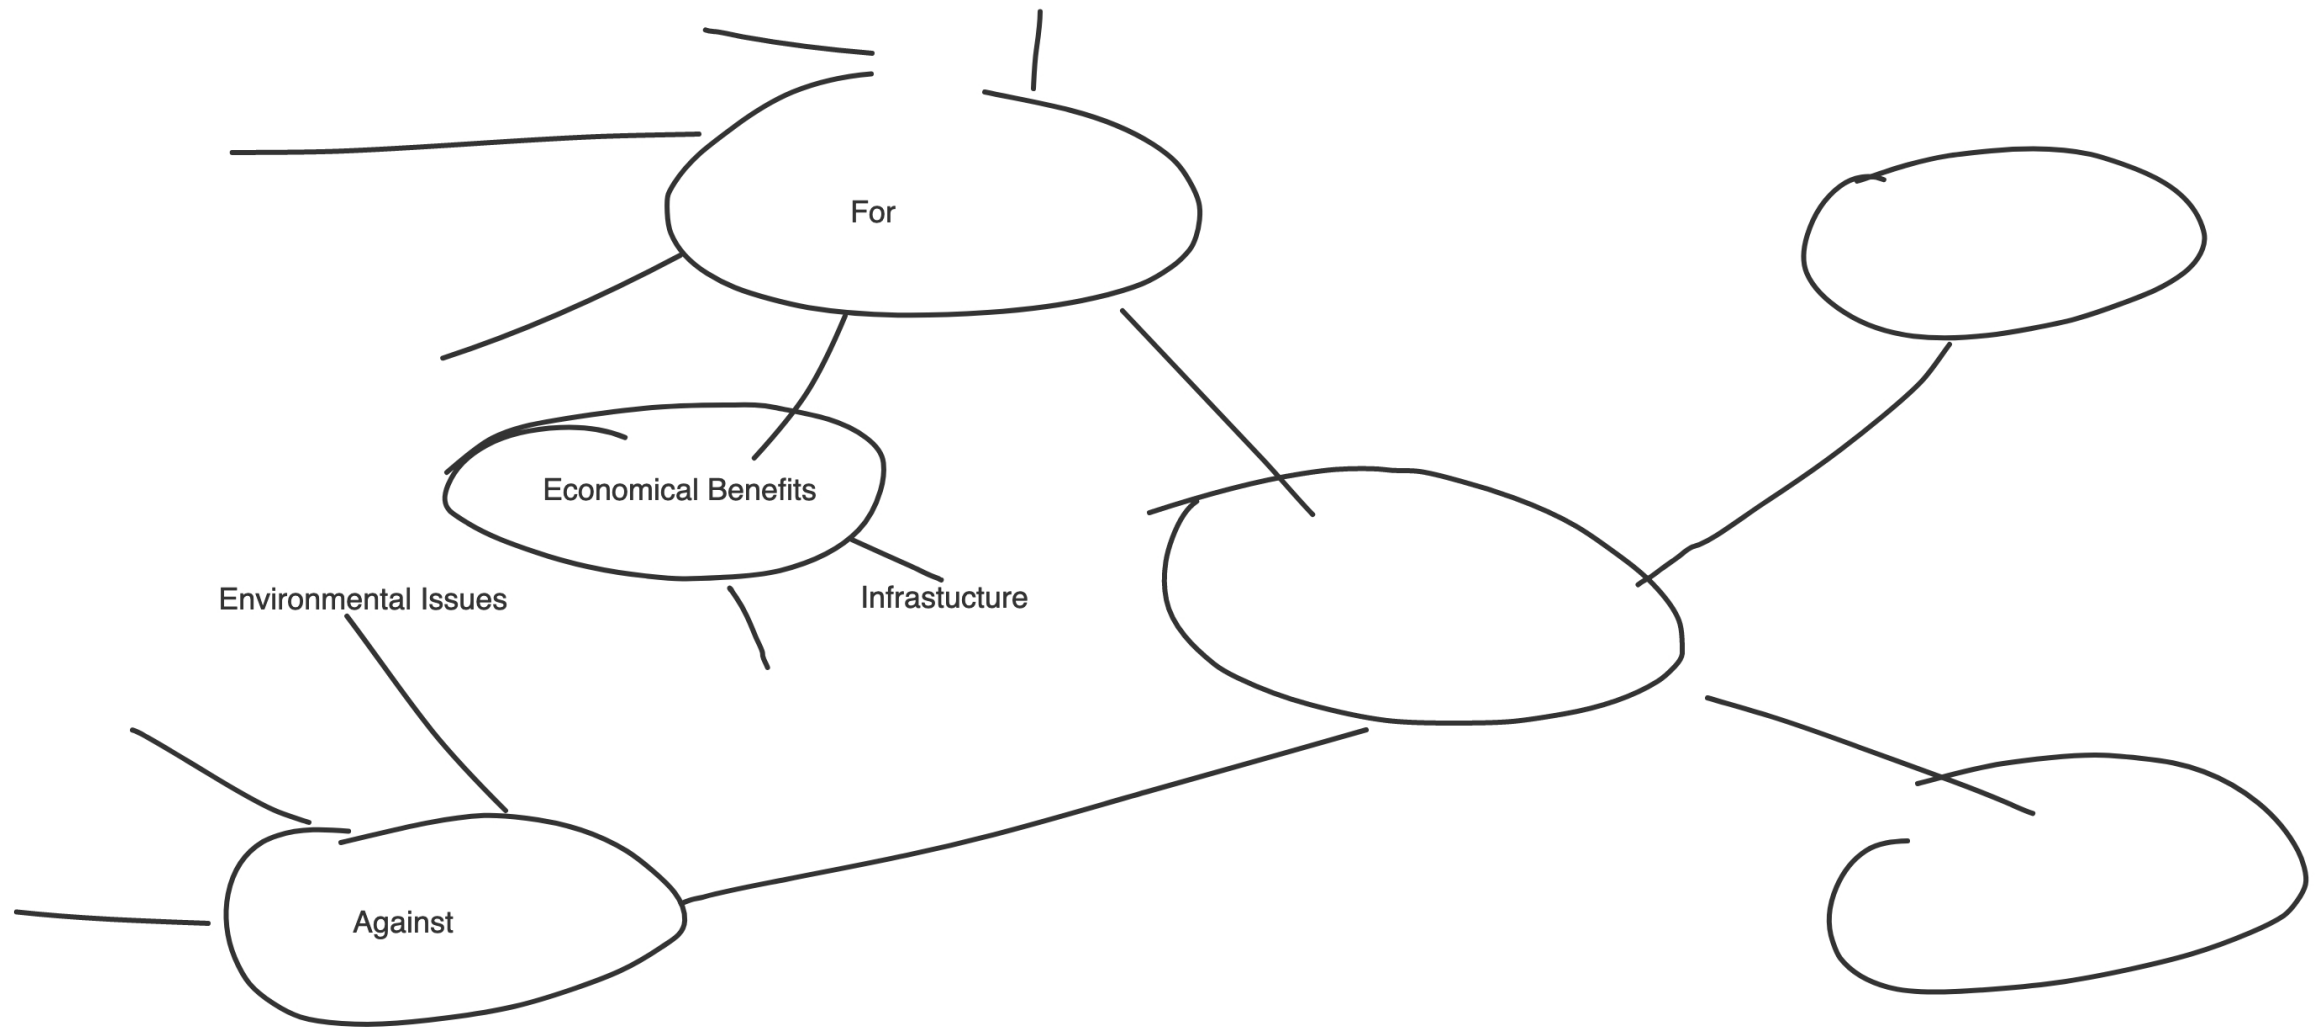 For
Economical Benefits
Environmental Issues
Infrastucture
Against